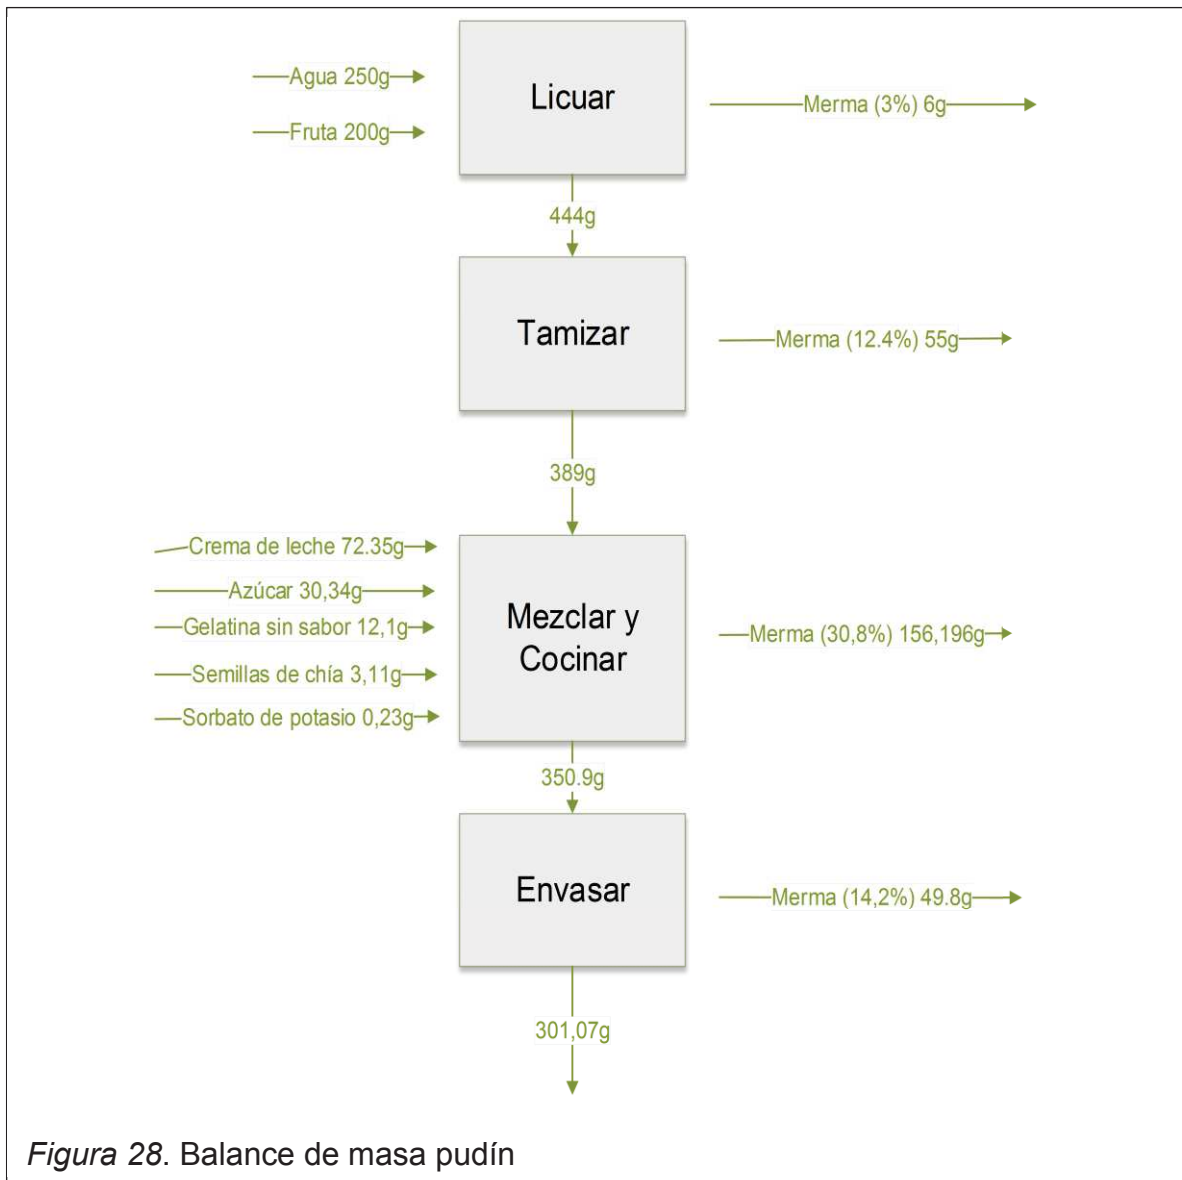 Agua 250g
Fruta 200g
Licuar
Merma (3%) 6g
444g
Tamizar
Merma (12.4%) 55g
389g
Crema de leche 72.35g
Azúcar 30,34g
Gelatina sin sabor 12,1g
Semillas de chía 3,11g
Sorbato de potasio 0,23g
Mezclar y
Cocinar
Merma (30,8%) 156,196g
350.9g
Envasar
Merma (14,2%) 49.8g
301,07g
Figura 28. Balance de masa pudín